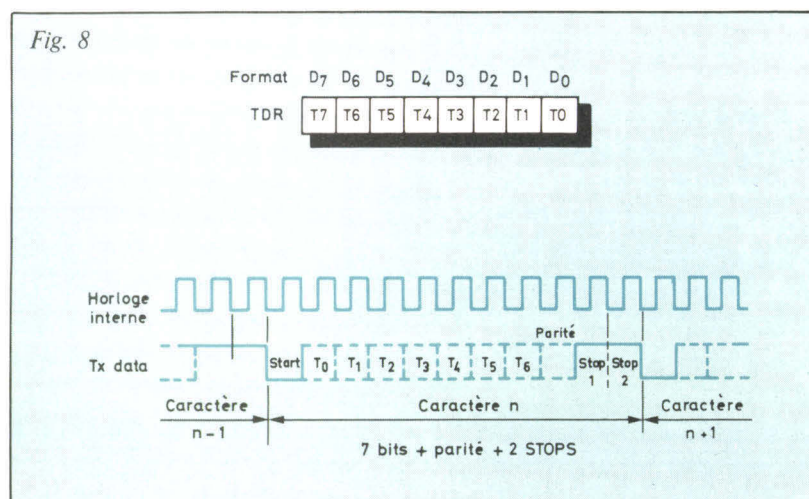 Fig. 8
Format D7 D6 D5 D4 D3 D2 D1 D0
TDR T7 T6 T5 T4 T3 T2 T1 T0
Horloge
interne
Parité
Tx data Start T0 T1 T2 T3 T4 T5 T6 Stop 1 Stop 2
Caractère n-1
Caractère n
Caractère n+1
7 bits + parité + 2 STOPS